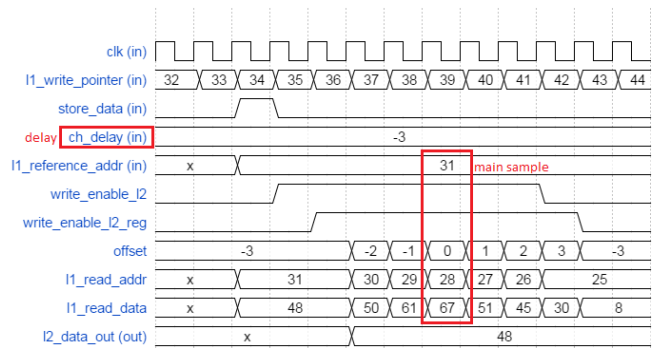 clk (in)
l1_write_pointer (in) 32 33 34 35 36 37 38 39 40 41 42 43 44
store_data (in)
delay ch_delay (in) -3
l1_reference_addr (in) x 31 main sample
write_enable_l2
write_enable_l2_reg
offset -3 -2 -1 0 1 2 3 -3
l1_read_addr x 31 30 29 28 27 26 25
l1_read_data x 48 50 61 67 51 45 30 8
l2_data_out (out) x 48